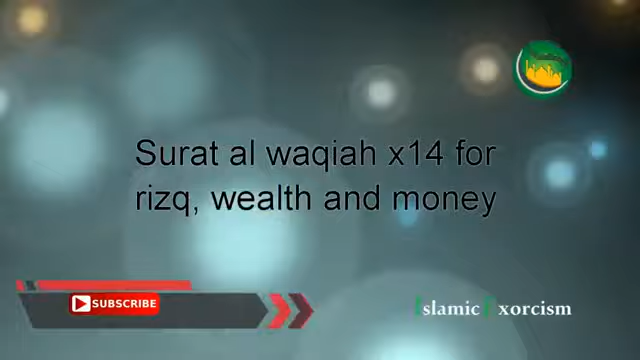 Surat al waqiah x14 for
rizq, wealth and money
SUBSCRIBE
Islamic Exorcism